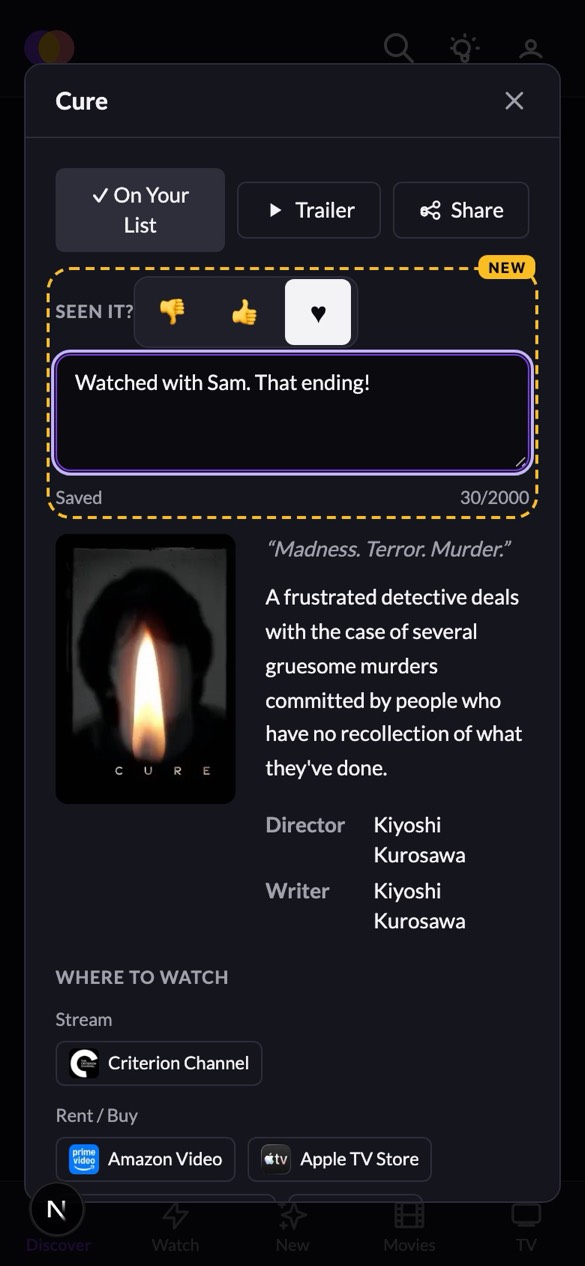 Cure
✓ On Your
List
Trailer
Share
NEW
SEEN IT?
Watched with Sam. That ending!
Saved
30/2000
“Madness. Terror. Murder.”
A frustrated detective deals
with the case of several
gruesome murders
committed by people who
have no recollection of what
they've done.
C U R E
Director
Kiyoshi
Kurosawa
Writer
Kiyoshi
Kurosawa
WHERE TO WATCH
Stream
Criterion Channel
Rent / Buy
prime
video
Amazon Video
tv
Apple TV Store
N
Discover
Watch
New
Movies
TV